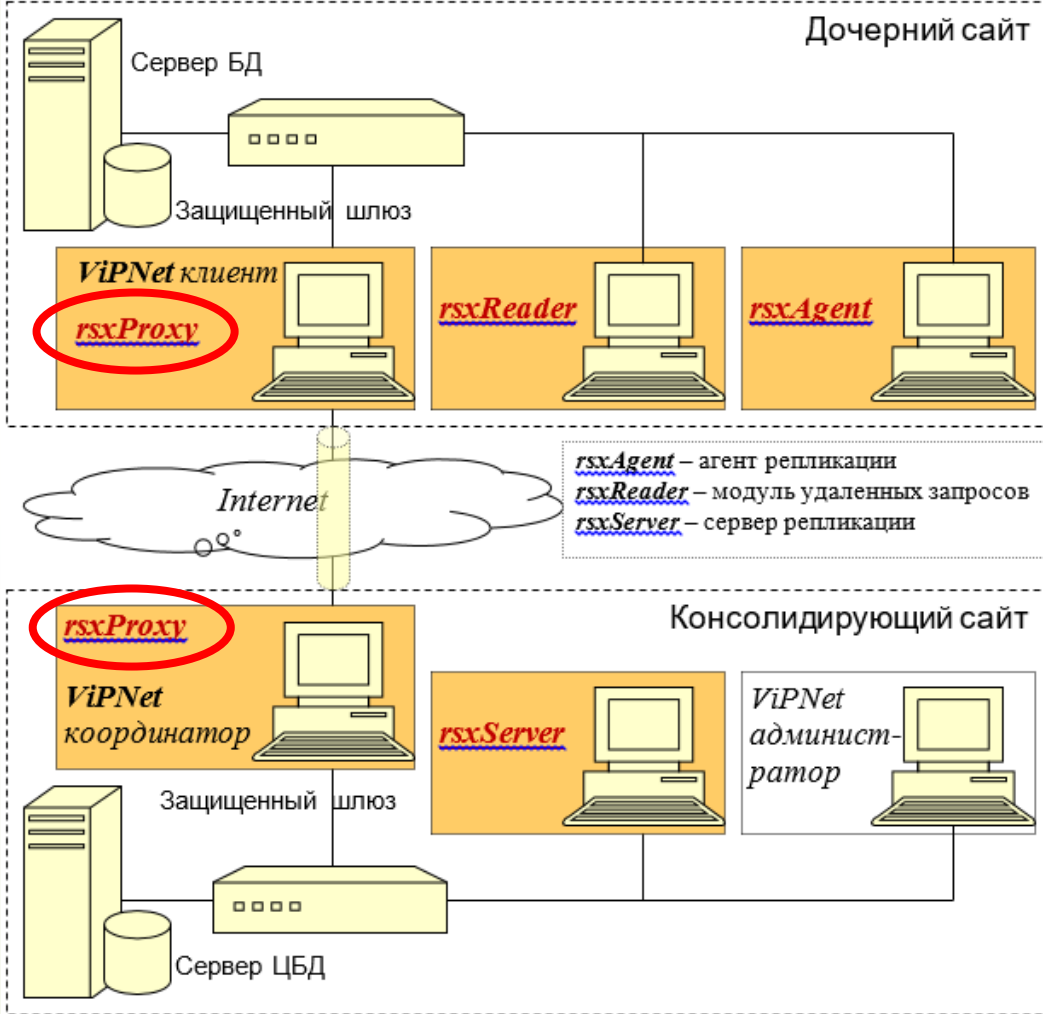 Дочерний сайт
Сервер БД
Защищенный шлюз
ViPNet клиент
rsxProxy
rsxReader
rsxAgent
Internet
rsxAgent – агент репликации
rsxReader – модуль удаленных запросов
rsxServer – сервер репликации
Консолидирующий сайт
rsxProxy
ViPNet
координатор
rsxServer
ViPNet
админист-
ратор
Защищенный шлюз
Сервер ЦБД